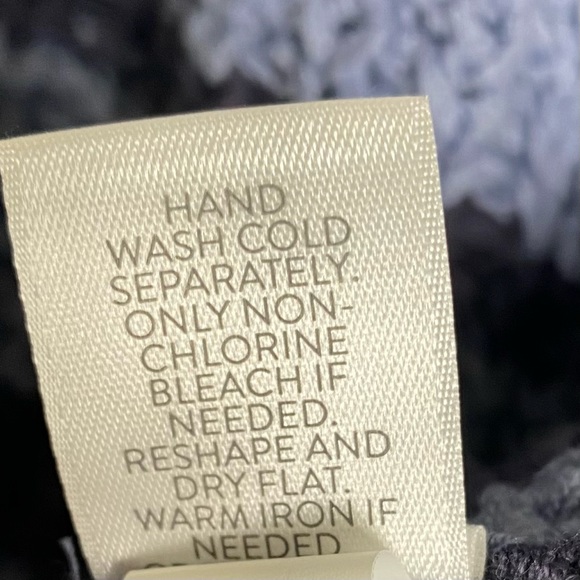 HAND
WASH COLD
SEPARATELY.
ONLY NON-
CHLORINE
BLEACH IF
NEEDED.
RESHAPE AND
DRY FLAT.
WARM IRON IF
NEEDED